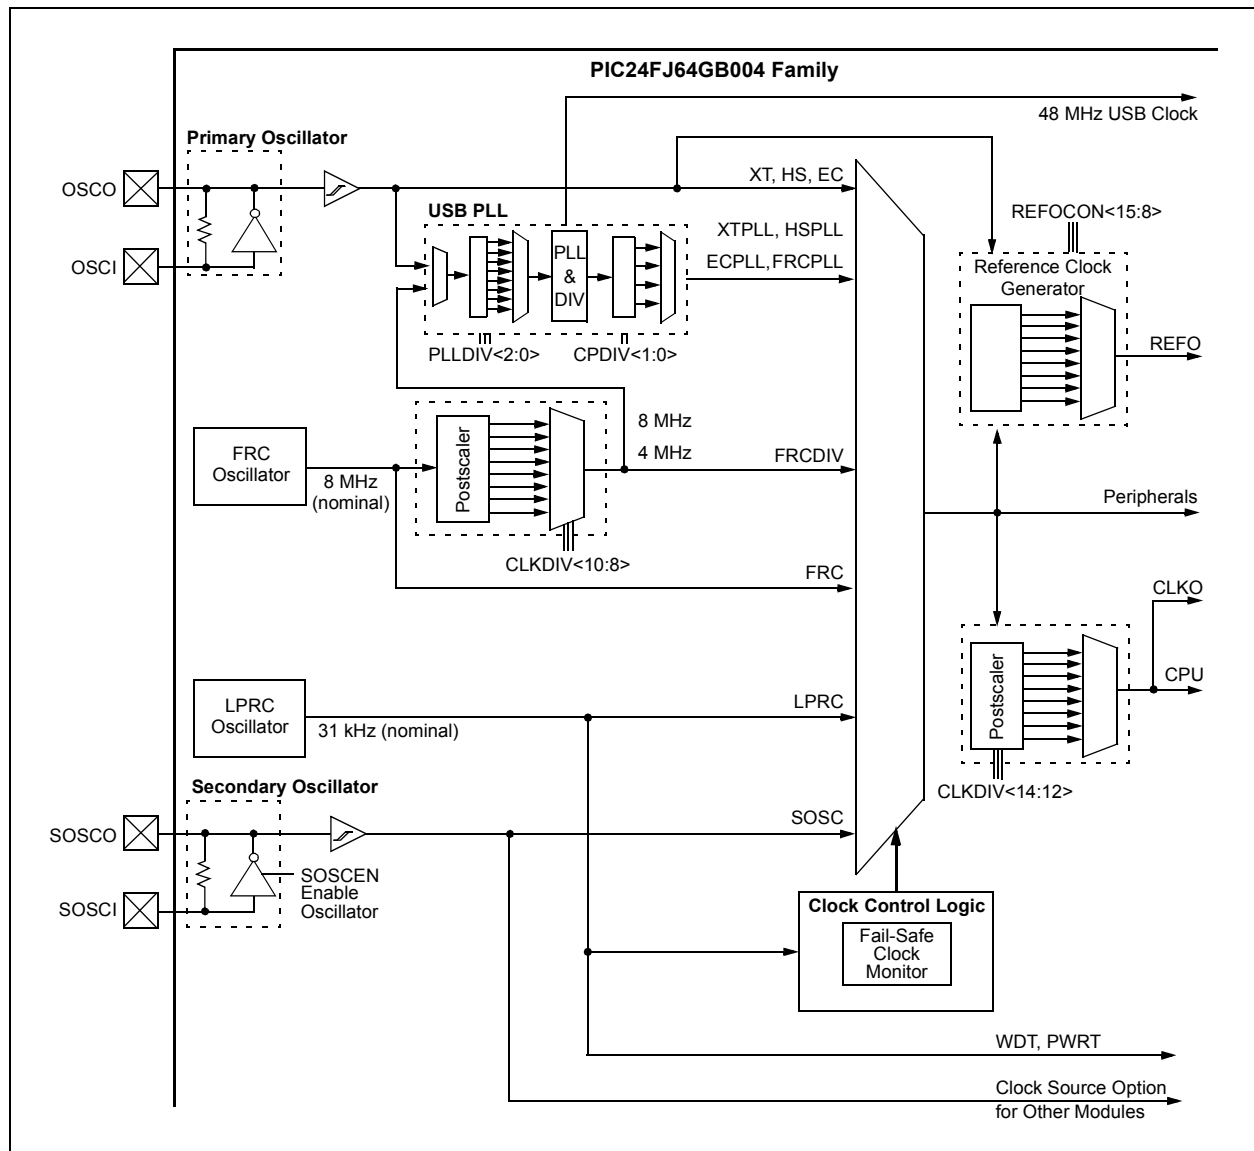 PIC24FJ64GB004 Family
48 MHz USB Clock
Primary Oscillator
OSCO
XT, HS, EC
USB PLL
REFOCON<15:8>
XTPLL, HSPLL
OSCI
PLL
&
DIV
ECPLL,FRCPLL
Reference Clock
Generator
REFO
PLLDIV<2:0>
CPDIV<1:0>
8 MHz
4 MHz
FRC
Oscillator
8 MHz
(nominal)
Postscaler
FRCDIV
Peripherals
CLKDIV<10:8>
FRC
CLKO
CPU
Postscaler
LPRC
Oscillator
31 kHz (nominal)
LPRC
CLKDIV<14:12>
Secondary Oscillator
SOSCO
SOSC
SOSCEN
Enable
Oscillator
SOSCI
Clock Control Logic
Fail-Safe
Clock
Monitor
WDT, PWRT
Clock Source Option
for Other Modules